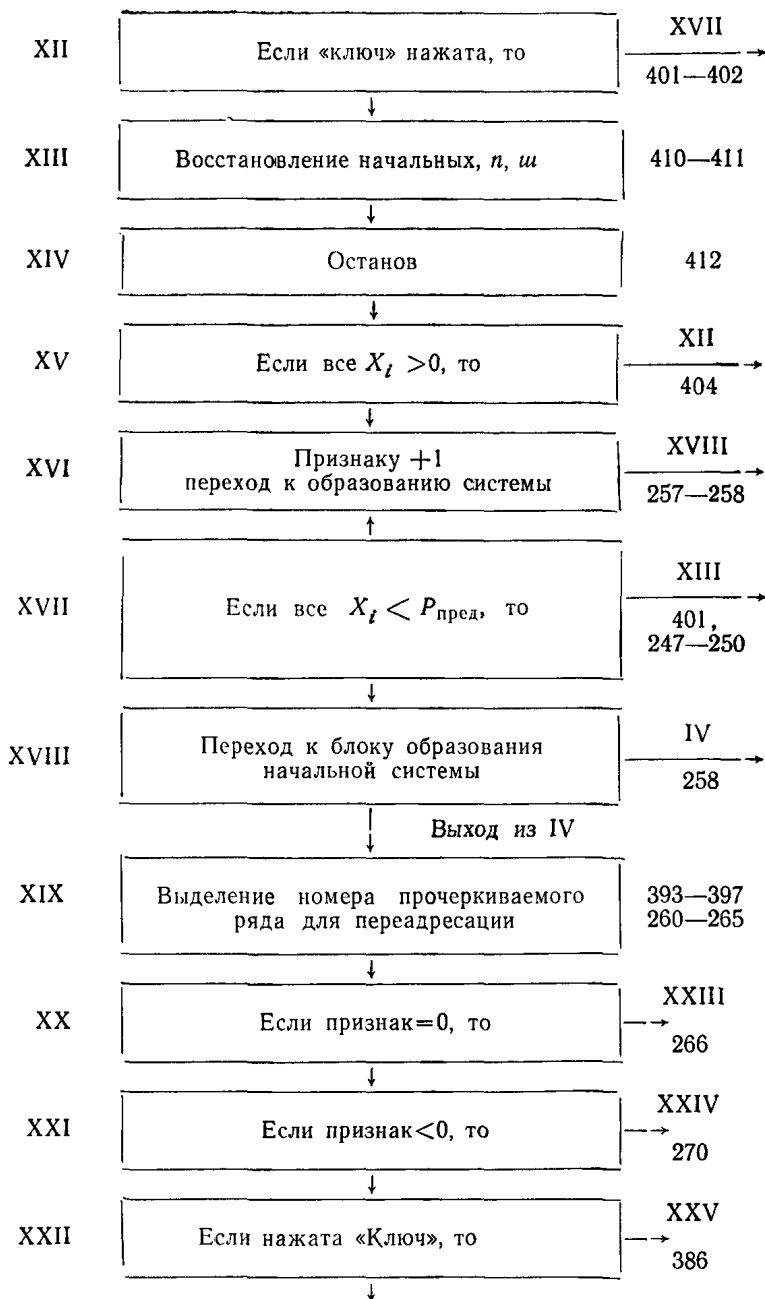 XII
Если «ключ» нажата, то
XVII
401—402
XIII
Восстановление начальных, п, ш
410—411
XIV
Останов
412
XV
Если все X_i >0, то
XII
404
XVI
Признаку +1
переход к образованию системы
XVIII
257—258
XVII
Если все X_i < P_пред, то
XIII
401,
247—250
XVIII
Переход к блоку образования
начальной системы
IV
258
Выход из IV
XIX
Выделение номера прочеркиваемого
ряда для переадресации
393—397
260—265
XX
Если признак=0, то
XXIII
266
XXI
Если признак<0, то
XXIV
270
XXII
Если нажата «Ключ», то
XXV
386